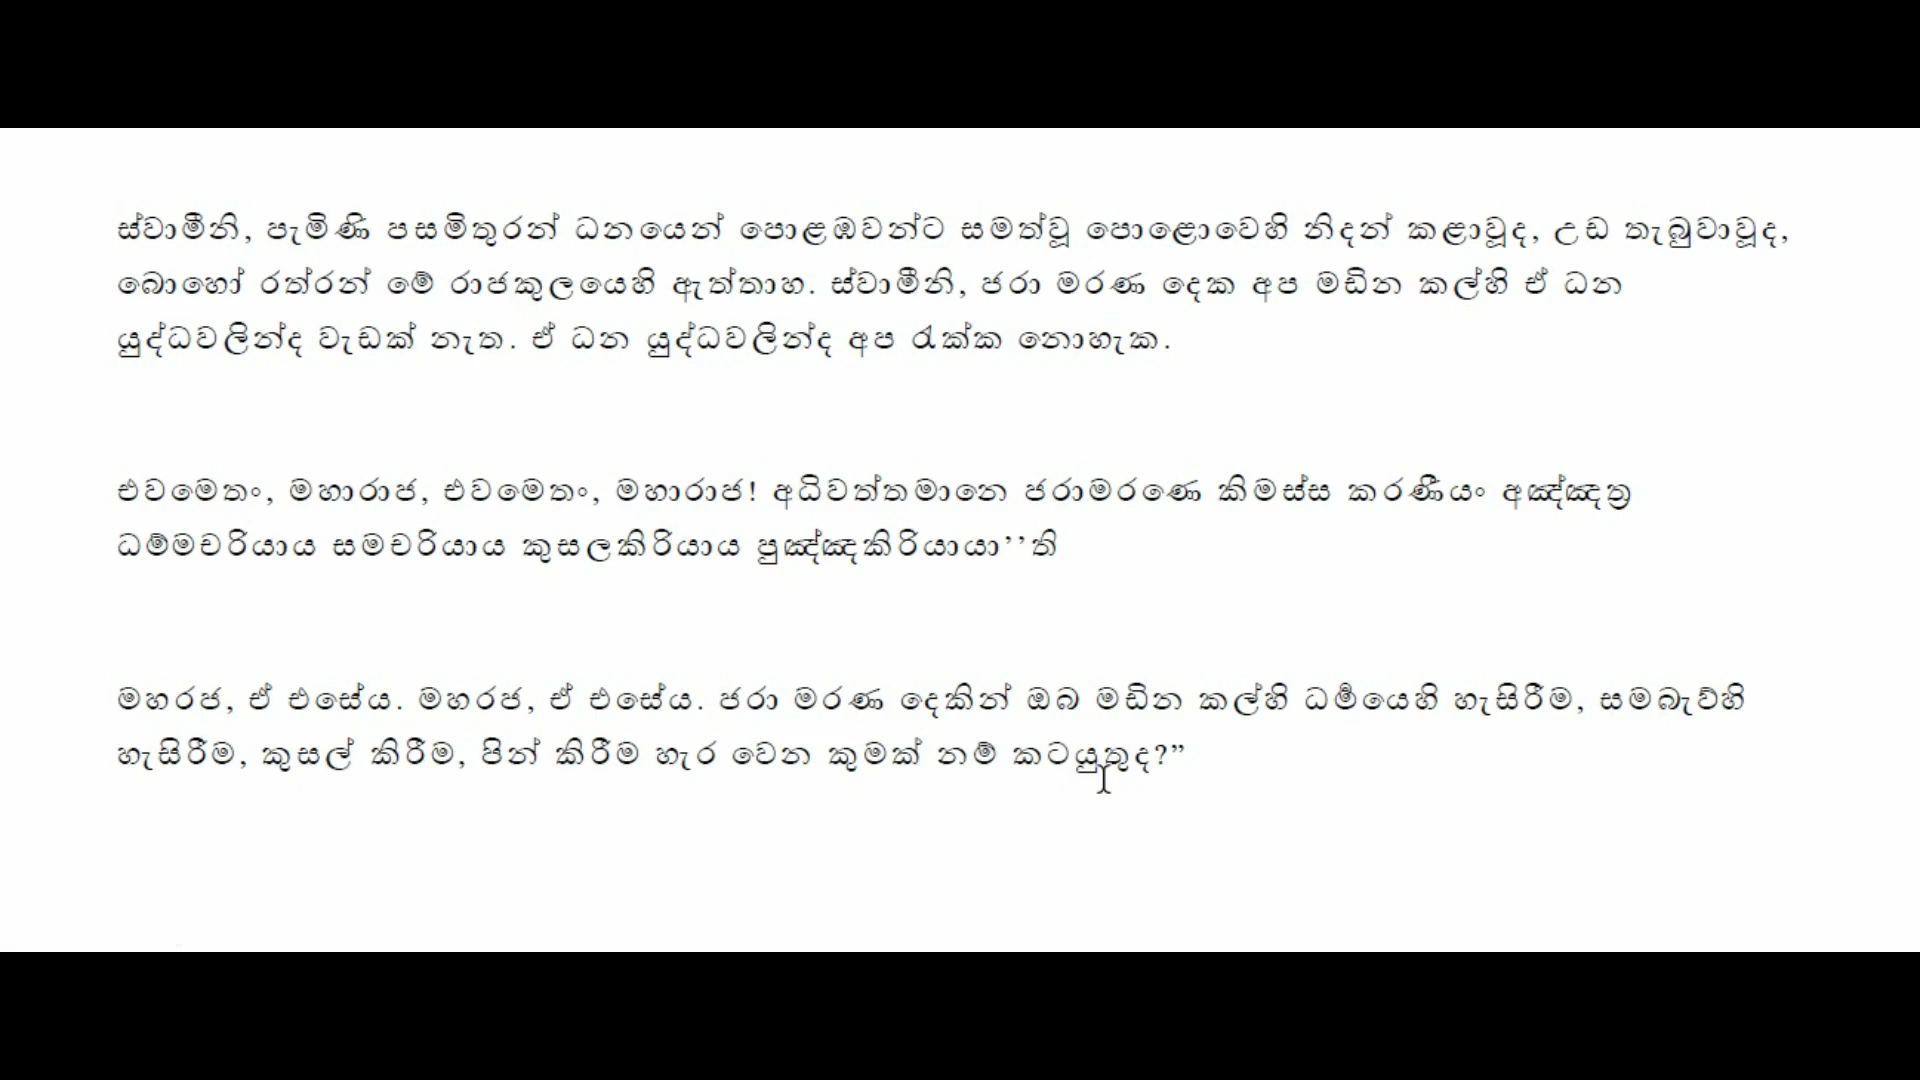 ස්වාමීනි, පැමිණි පසමිතුරන් ධනයෙන් පොළඹවන්ට සමත්වූ පොළොවෙහි නිදන් කළාවූද, උඩ තැබුවාවූද,
බොහෝ රත්රන් මේ රාජකුලයෙහි ඇත්තාහ. ස්වාමීනි, ජරා මරණ දෙක අප මඩින කල්හි ඒ ධන
යුද්ධවලින්ද වැඩක් නැත. ඒ ධන යුද්ධවලින්ද අප රැක්ක නොහැක.
එවමෙතං, මහාරාජ, එවමෙතං, මහාරාජ! අධිවත්තමානෙ ජරාමරණෙ කිමස්ස කරණීයං අඤ්ඤත්‍ර
ධම්මචරියාය සමචරියාය කුසලකිරියාය පුඤ්ඤකිරියායා’’ති
මහරජ, ඒ එසේය. මහරජ, ඒ එසේය. ජරා මරණ දෙකින් ඔබ මඩින කල්හි ධර්‍මයෙහි හැසිරීම, සමබැව්හි
හැසිරීම, කුසල් කිරීම, පින් කිරීම හැර වෙන කුමක් නම් කටයුතුද?”